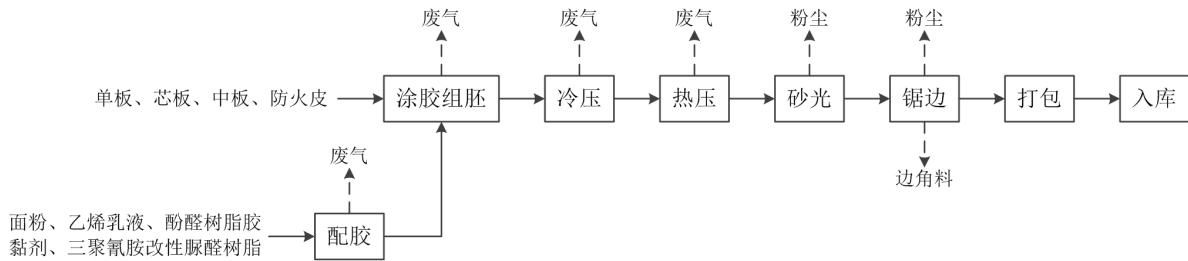 废气
废气
废气
粉尘
粉尘
单板、芯板、中板、防火皮
涂胶组胚
冷压
热压
砂光
锯边
打包
入库
废气
边角料
面粉、乙烯乳液、酚醛树脂胶
黏剂、三聚氰胺改性脲醛树脂
配胶